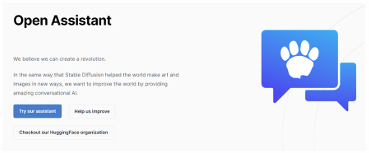 Open Assistant
We believe we can create a revolution.
In the same way that Stable Diffusion helped the world make art and
images in new ways, we want to improve the world by providing
amazing conversational AI.
Try our assistant
Help us improve
Checkout our HuggingFace organization